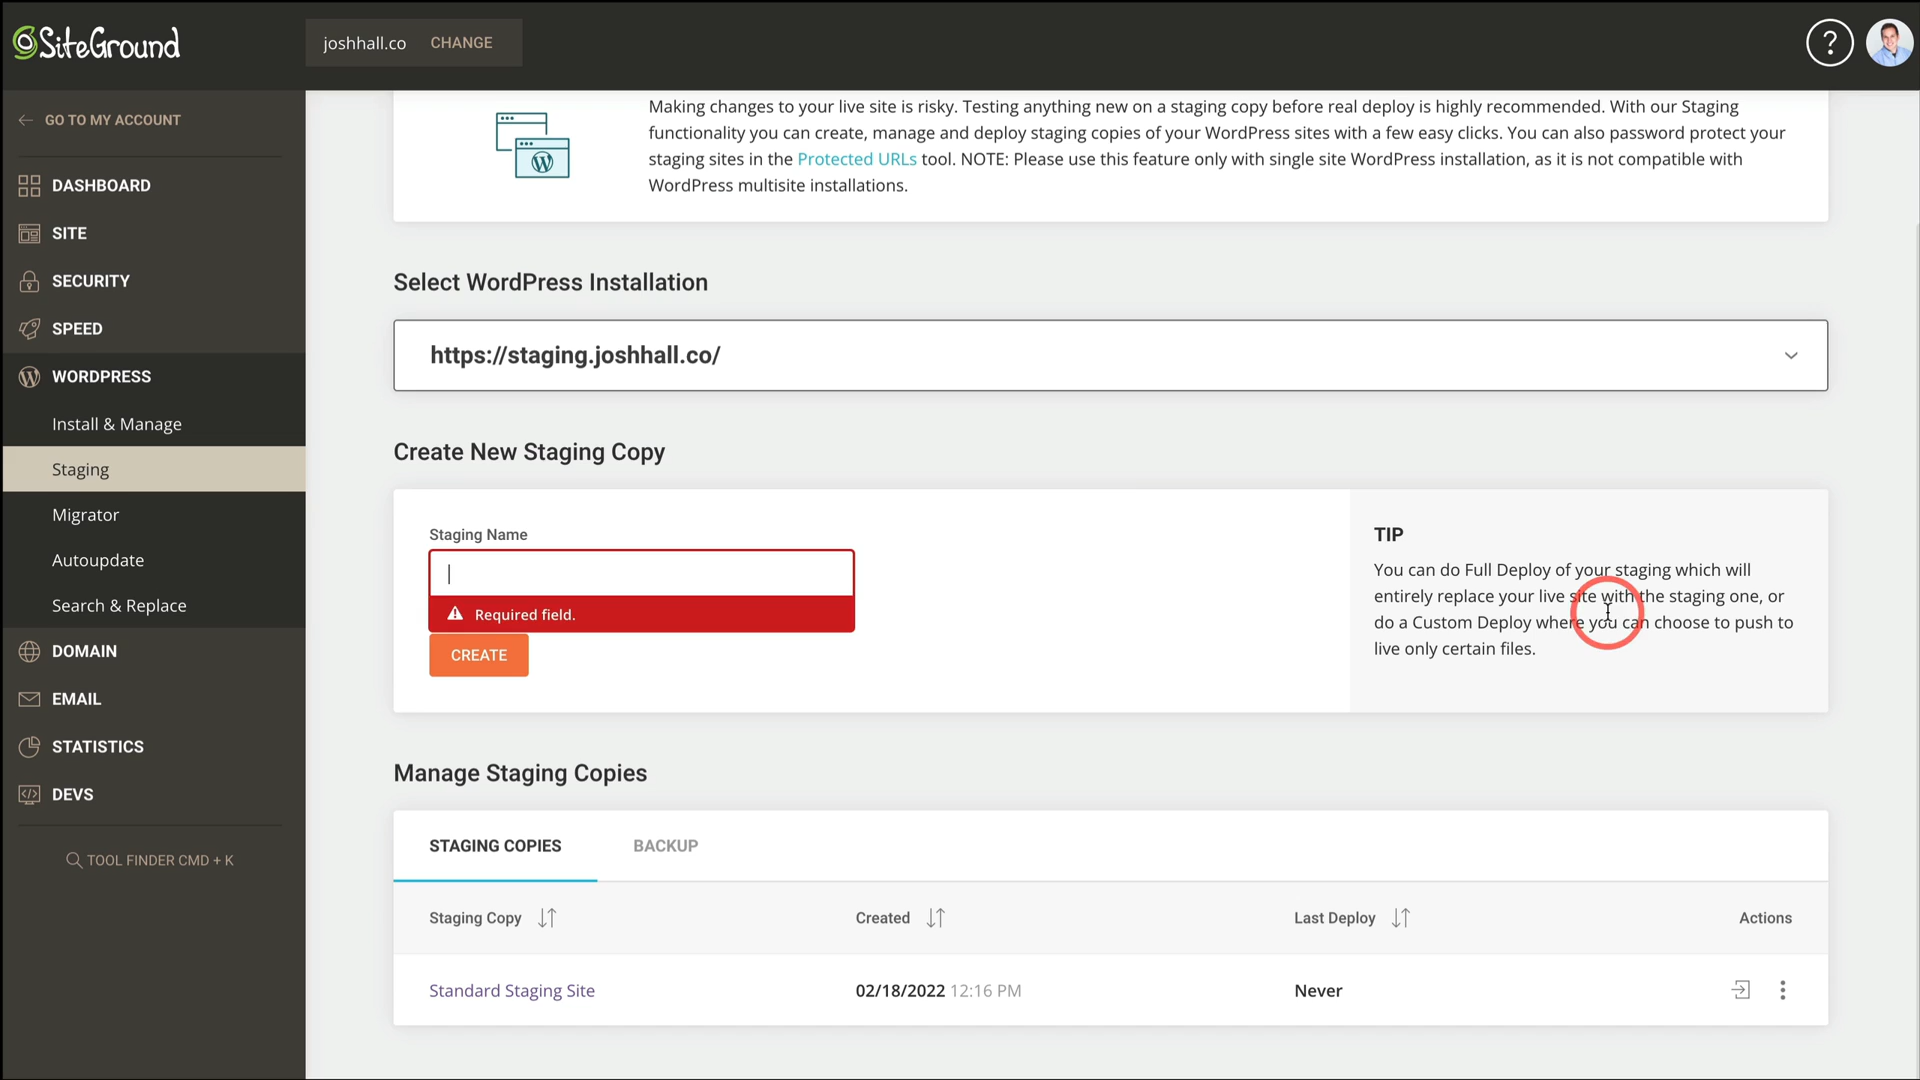 SiteGround
joshhall.co CHANGE
?
GO TO MY ACCOUNT
DASHBOARD
SITE
SECURITY
SPEED
WORDPRESS
Install & Manage
Staging
Migrator
Autoupdate
Search & Replace
DOMAIN
EMAIL
STATISTICS
DEVS
TOOL FINDER CMD + K
Making changes to your live site is risky. Testing anything new on a staging copy before real deploy is highly recommended. With our Staging
functionality you can create, manage and deploy staging copies of your WordPress sites with a few easy clicks. You can also password protect your
staging sites in the Protected URLs tool. NOTE: Please use this feature only with single site WordPress installation, as it is not compatible with
WordPress multisite installations.
Select WordPress Installation
https://staging.joshhall.co/
Create New Staging Copy
Staging Name
Required field.
CREATE
TIP
You can do Full Deploy of your staging which will
entirely replace your live site with the staging one, or
do a Custom Deploy where you can choose to push to
live only certain files.
Manage Staging Copies
STAGING COPIES BACKUP
Staging Copy Created Last Deploy Actions
Standard Staging Site 02/18/2022 12:16 PM Never